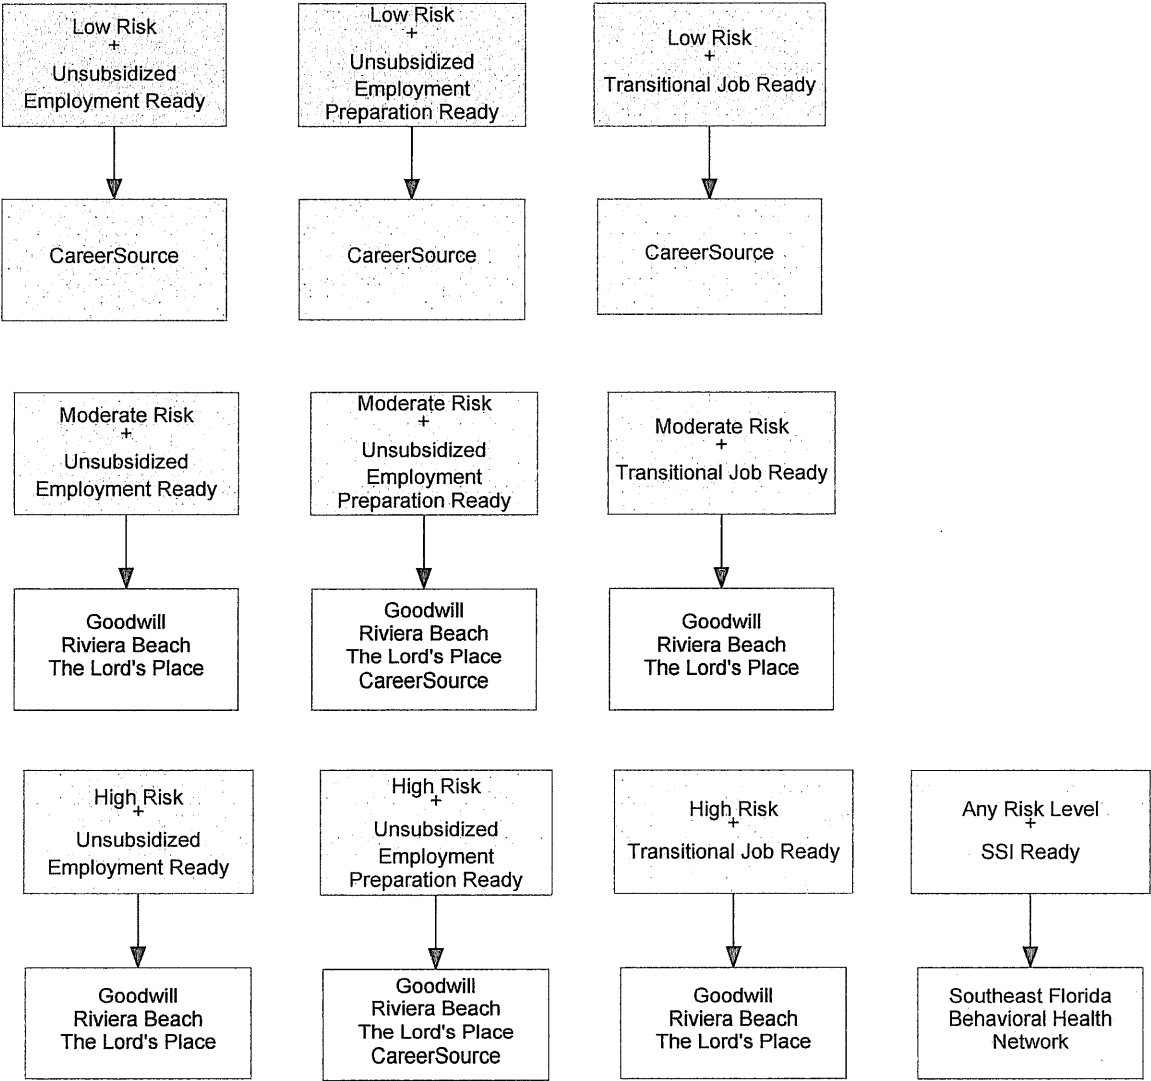 Low Risk
+
Unsubsidized
Employment Ready
Low Risk
+
Unsubsidized
Employment
Preparation Ready
Low Risk
+
Transitional Job Ready
CareerSource
CareerSource
CareerSource
Moderate Risk
+
Unsubsidized
Employment Ready
Moderate Risk
+
Unsubsidized
Employment
Preparation Ready
Moderate Risk
+
Transitional Job Ready
Goodwill
Riviera Beach
The Lord's Place
Goodwill
Riviera Beach
The Lord's Place
CareerSource
Goodwill
Riviera Beach
The Lord's Place
High Risk
+
Unsubsidized
Employment Ready
High Risk
+
Unsubsidized
Employment
Preparation Ready
High Risk
+
Transitional Job Ready
Any Risk Level
+
SSI Ready
Goodwill
Riviera Beach
The Lord's Place
Goodwill
Riviera Beach
The Lord's Place
CareerSource
Goodwill
Riviera Beach
The Lord's Place
Southeast Florida
Behavioral Health
Network